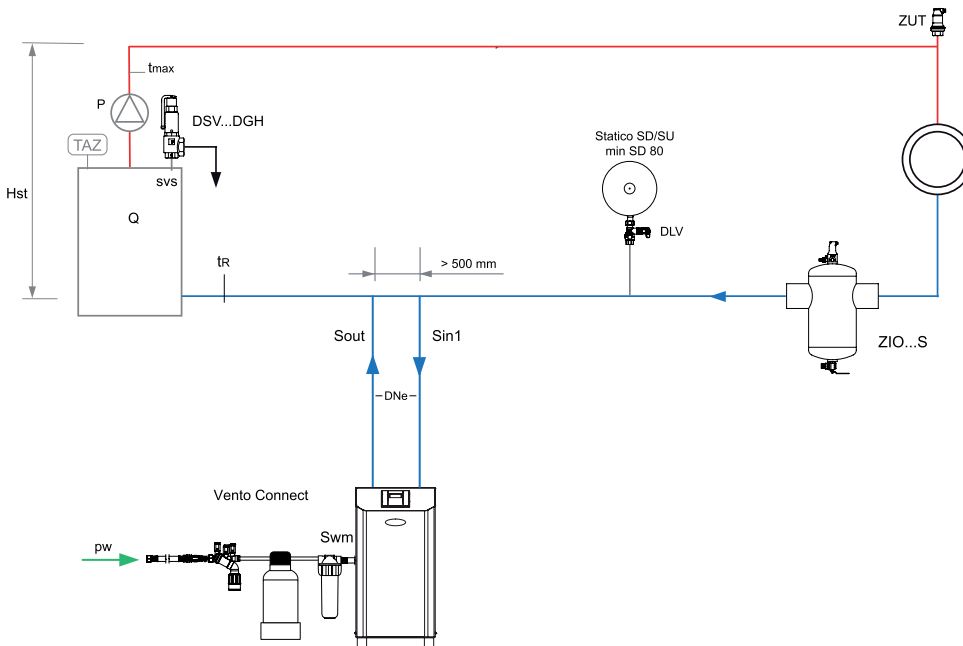 ZUT
tmax
P
DSV...DGH
TAZ
Statico SD/SU
min SD 80
svs
Hst
Q
DLV
tR
> 500 mm
Sout
Sin1
ZIO...S
DNe
Vento Connect
Swm
pw